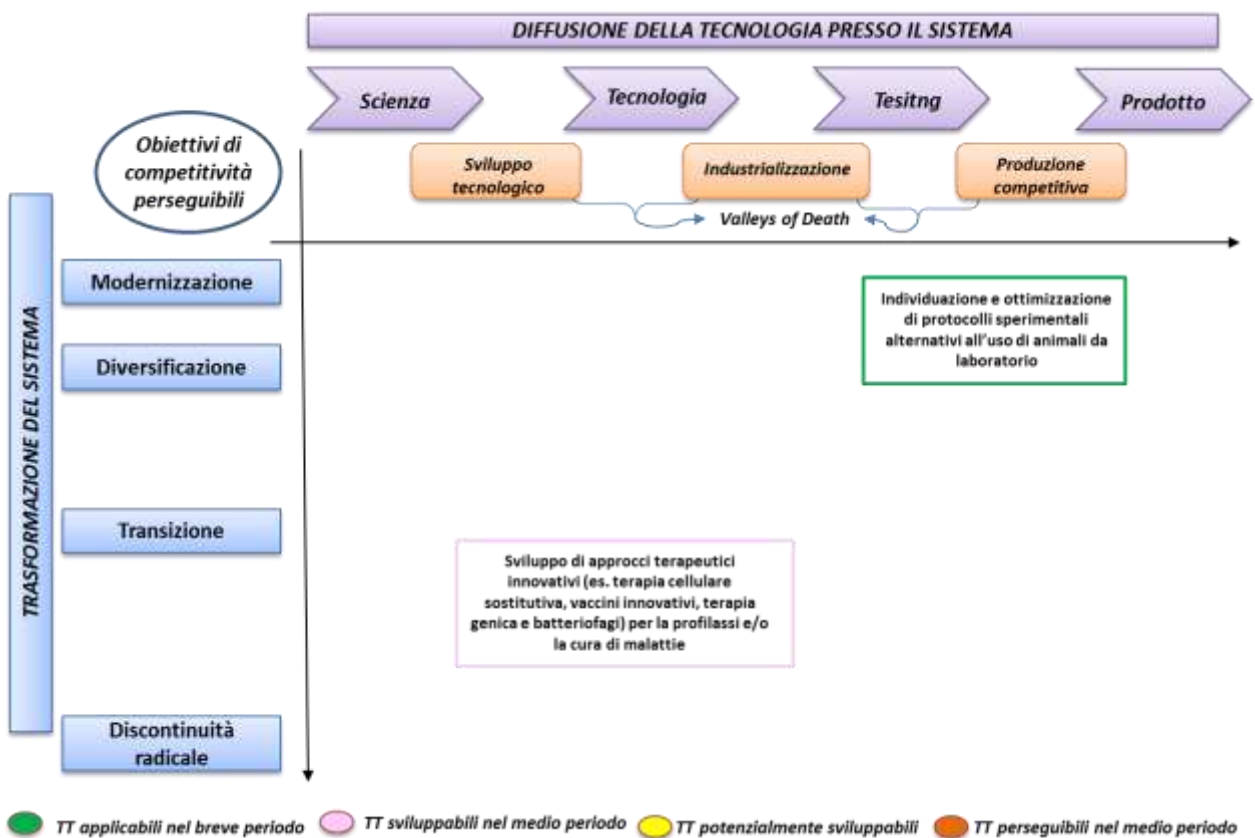 DIFFUSIONE DELLA TECNOLOGIA PRESSO IL SISTEMA
Scienza
Tecnologia
Tesitng
Prodotto
Obiettivi di
competitività
perseguibili
Sviluppo
tecnologico
Industrializzazione
Produzione
competitiva
Valleys of Death
TRASFORMAZIONE DEL SISTEMA
Modernizzazione
Individuazione e ottimizzazione
di protocolli sperimentali
alternativi all'uso di animali da
laboratorio
Diversificazione
Transizione
Sviluppo di approcci terapeutici
innovativi (es. terapia cellulare
sostitutiva, vaccini innovativi, terapia
genica e batteriofagi) per la profilassi e/o
la cura di malattie
Discontinuità
radicale
TT applicabili nel breve periodo
TT sviluppabili nel medio periodo
TT potenzialmente sviluppabili
TT perseguibili nel medio periodo